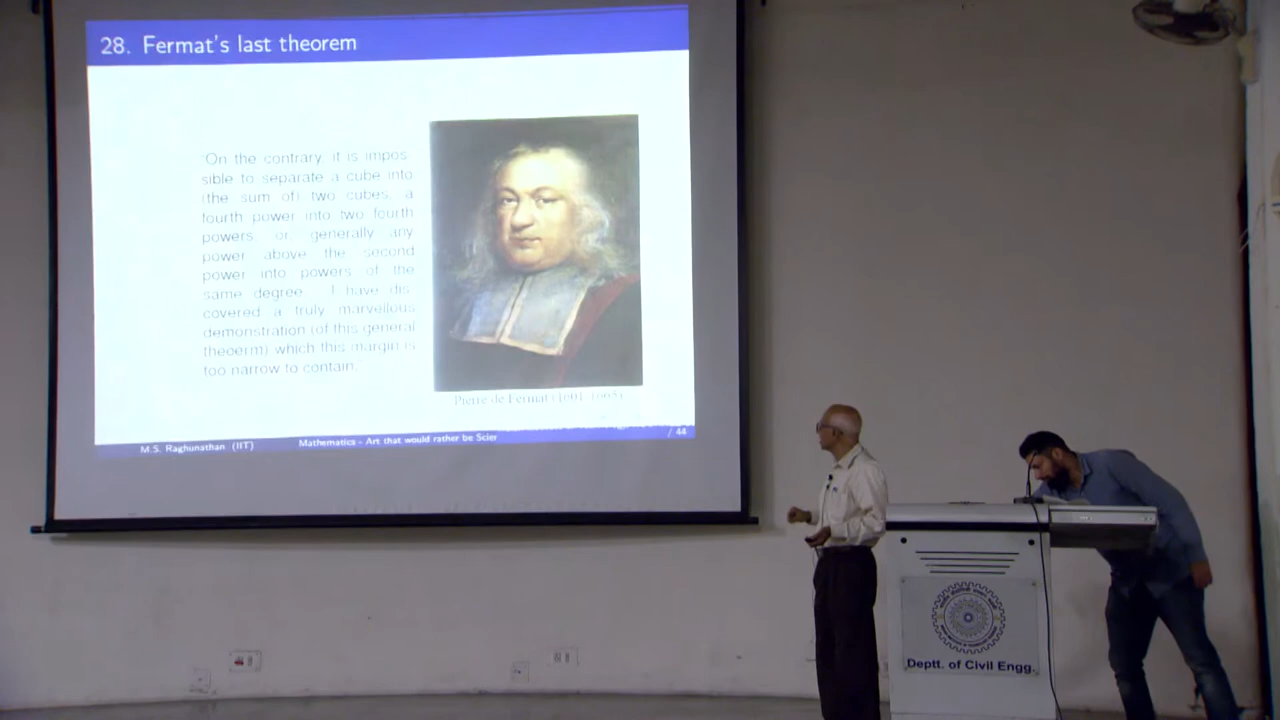 28. Fermat's last theorem
'On the contrary, it is impos-
sible to separate a cube into
(the sum of) two cubes, a
fourth power into two fourth
powers, or, generally any
power above the second
power into powers of the
same degree I have dis-
covered a truly marvellous
demonstration (of this general
theoerm) which this margin is
too narrow to contain.'
Pierre de Fermat (1601-1665)
M.S. Raghunathan (IIT)
Mathematics - Art that would rather be Scier
/ 44
Deptt. of Civil Engg.